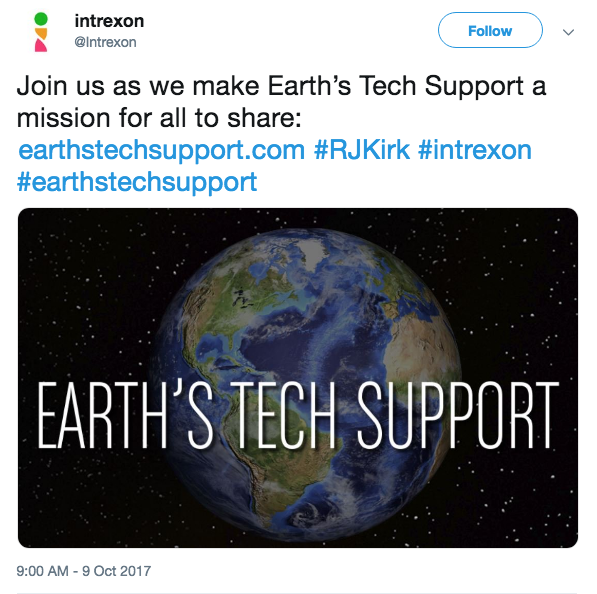 intrexon
@Intrexon
Follow
Join us as we make Earth’s Tech Support a
mission for all to share:
earthstechsupport.com #RJKirk #intrexon
#earthstechsupport
EARTH’S TECH SUPPORT
9:00 AM - 9 Oct 2017